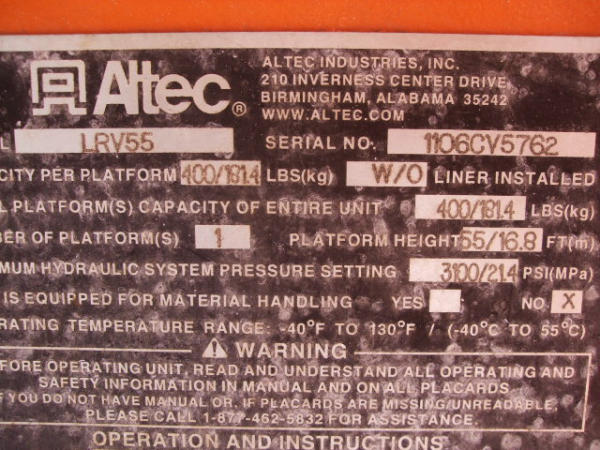 Altec®
ALTEC INDUSTRIES, INC.
210 INVERNESS CENTER DRIVE
BIRMINGHAM, ALABAMA 35242
WWW.ALTEC.COM
L LRV55 SERIAL NO. 1106CV5762
CITY PER PLATFORM 400/181.4 LBS(kg) W/O LINER INSTALLED
L PLATFORM(S) CAPACITY OF ENTIRE UNIT 400/181.4 LBS(kg)
BER OF PLATFORM(S) 1 PLATFORM HEIGHT 55/16.8 FT(m)
MUM HYDRAULIC SYSTEM PRESSURE SETTING 3100/21.4 PSI(MPa)
IS EQUIPPED FOR MATERIAL HANDLING YES NO X
RATING TEMPERATURE RANGE: -40°F TO 130°F / (-40°C TO 55°C)
WARNING
FORE OPERATING UNIT, READ AND UNDERSTAND ALL OPERATING AND
SAFETY INFORMATION IN MANUAL AND ON ALL PLACARDS.
F YOU DO NOT HAVE MANUAL OR. IF PLACARDS ARE MISSING/UNREADABLE,
PLEASE CALL 1-877-462-5832 FOR ASSISTANCE.
OPERATION AND INSTRUCTIONS